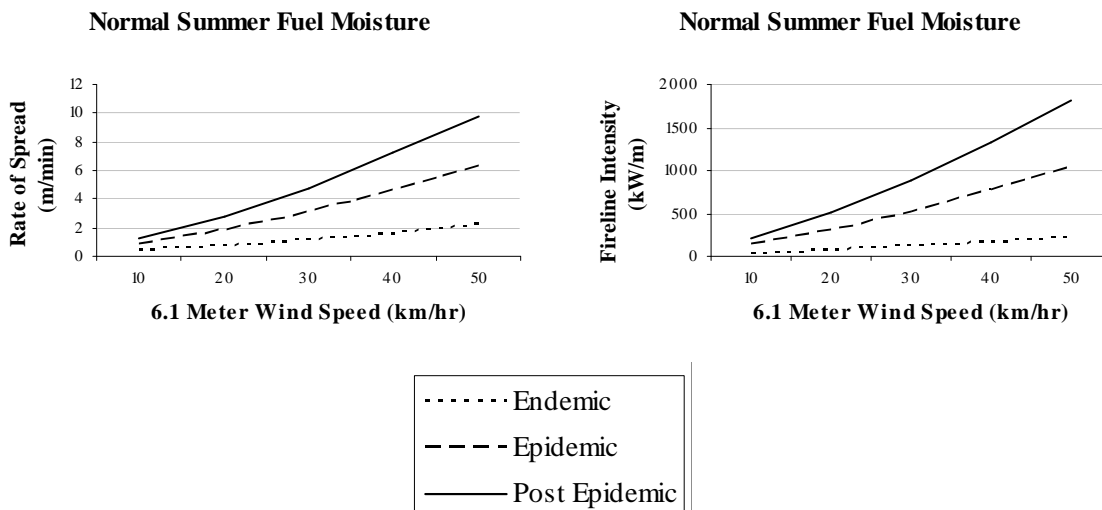 Normal Summer Fuel Moisture
Rate of Spread
(m/min)
12
10
8
6
4
2
0
10 20 30 40 50
6.1 Meter Wind Speed (km/hr)
Normal Summer Fuel Moisture
Fireline Intensity
(kW/m)
2000
1500
1000
500
0
10 20 30 40 50
6.1 Meter Wind Speed (km/hr)
Endemic
Epidemic
Post Epidemic